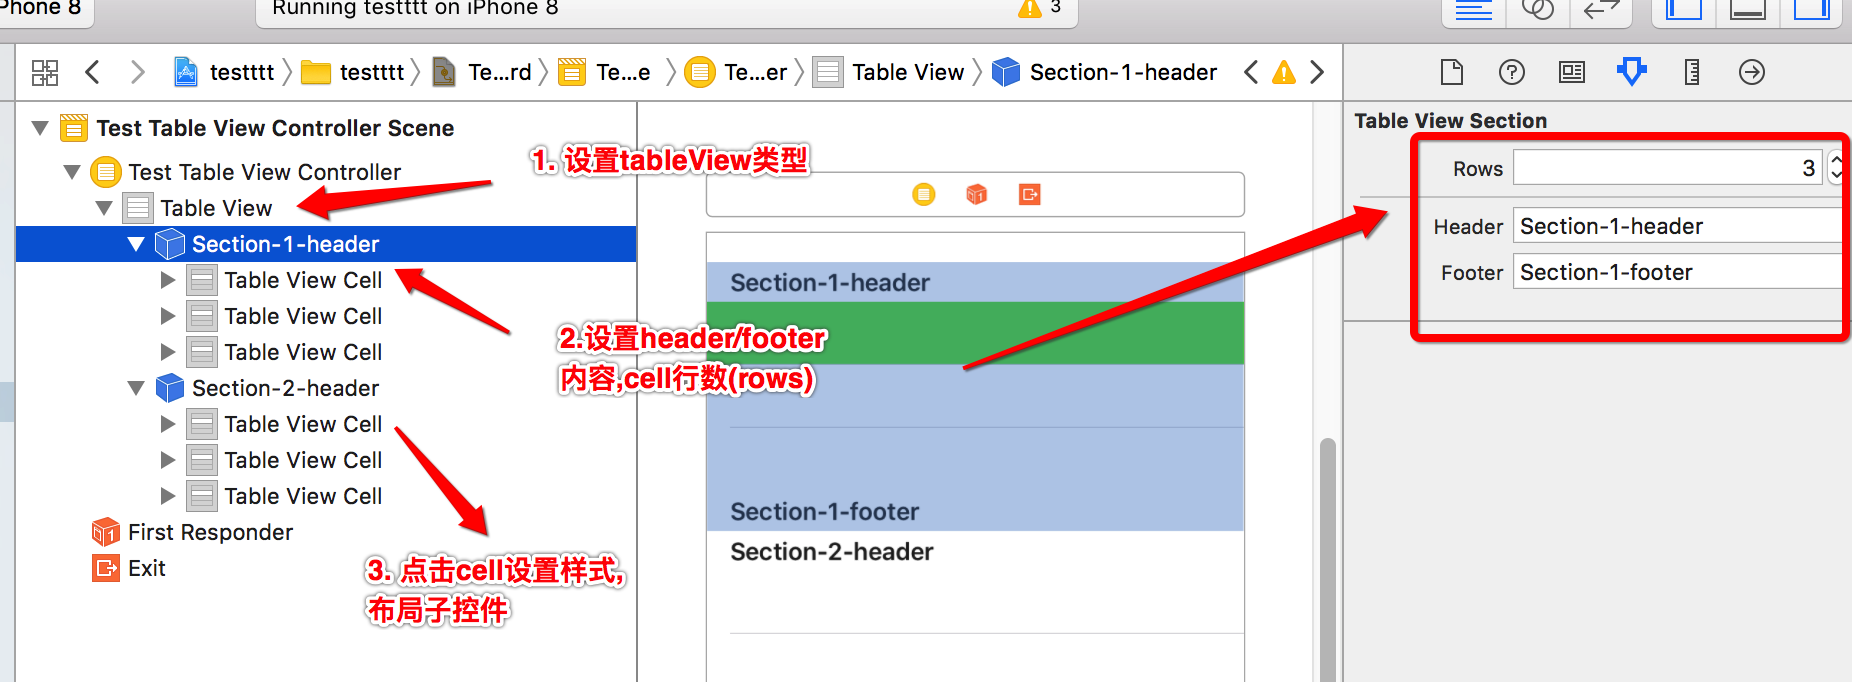 Phone 8
Running testttt on iPhone 8
3
testttt
testttt
Te...rd
Te...e
Te...er
Table View
Section-1-header
Test Table View Controller Scene
Test Table View Controller
Table View
Section-1-header
Table View Cell
Table View Cell
Table View Cell
Section-2-header
Table View Cell
Table View Cell
Table View Cell
First Responder
Exit
1. 设置tableView类型
2.设置header/footer
内容,cell行数(rows)
3. 点击cell设置样式,
布局子控件
Section-1-header
Section-1-footer
Section-2-header
Table View Section
Rows 3
Header Section-1-header
Footer Section-1-footer